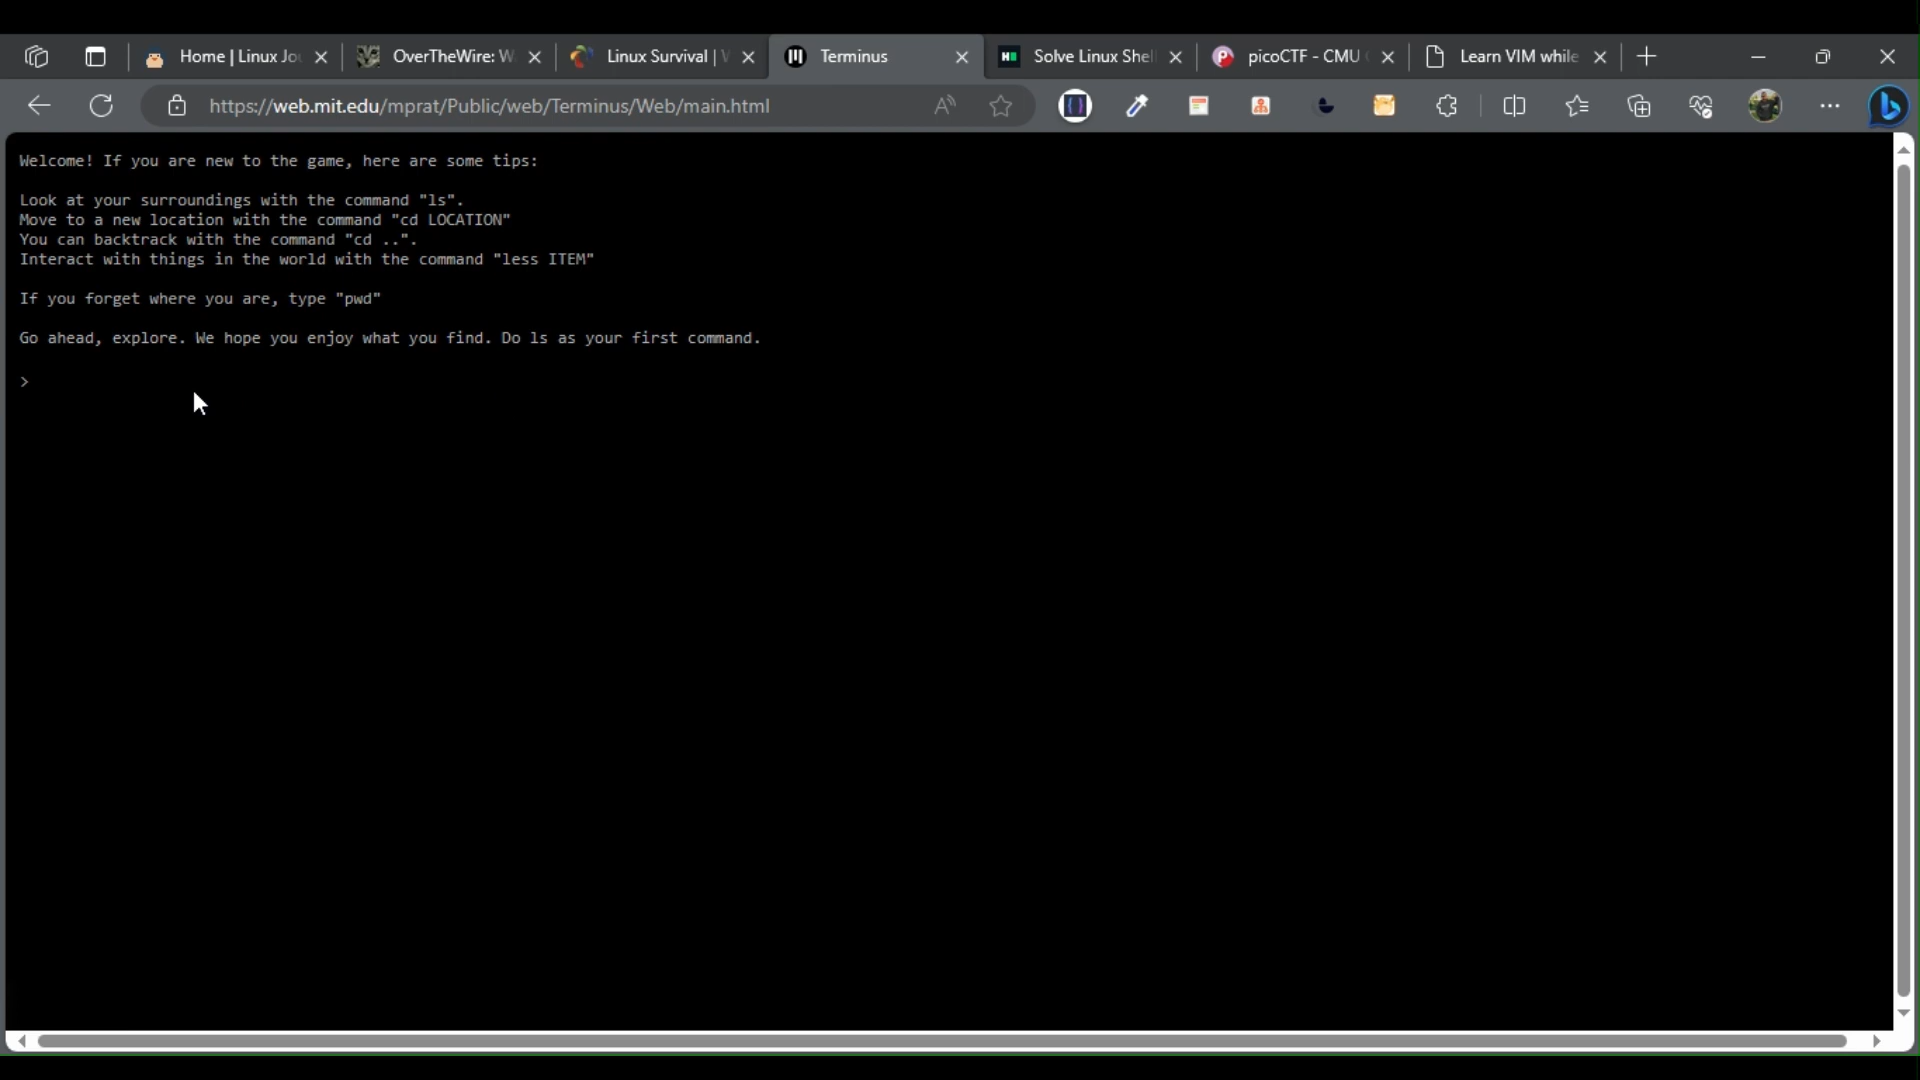 Home | Linux Jo
OverTheWire: W
Linux Survival |
Terminus
Solve Linux Shel
picoCTF - CMU
Learn VIM while
https://web.mit.edu/mprat/Public/web/Terminus/Web/main.html
Welcome! If you are new to the game, here are some tips:
Look at your surroundings with the command "ls".
Move to a new location with the command "cd LOCATION"
You can backtrack with the command "cd ..".
Interact with things in the world with the command "less ITEM"
If you forget where you are, type "pwd"
Go ahead, explore. We hope you enjoy what you find. Do ls as your first command.
>